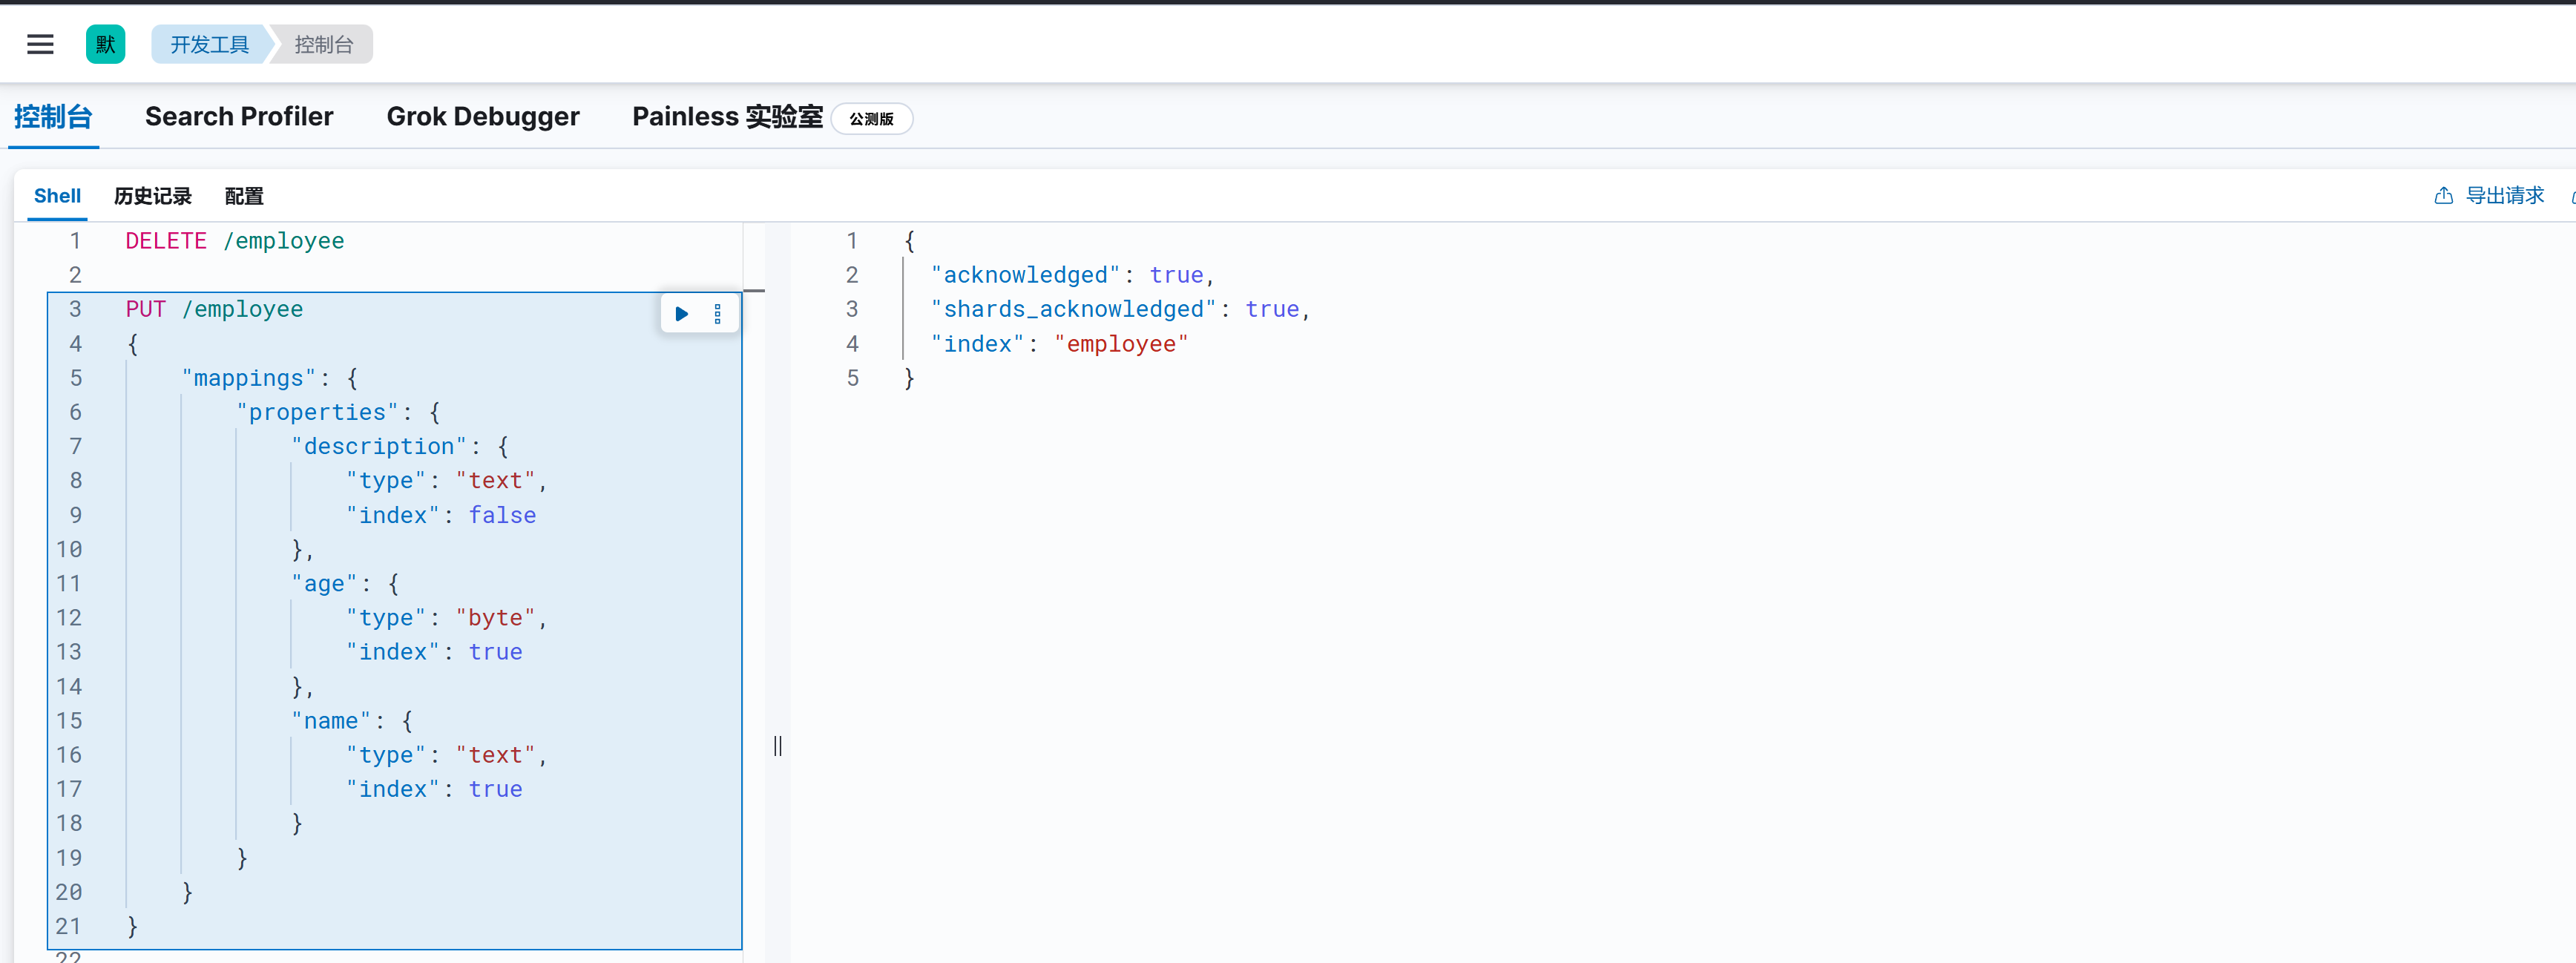 默 开发工具 控制台
控制台 Search Profiler Grok Debugger Painless 实验室 公测版
Shell 历史记录 配置 导出请求
1 DELETE /employee
2
3 PUT /employee
4 {
5 "mappings": {
6 "properties": {
7 "description": {
8 "type": "text",
9 "index": false
10 },
11 "age": {
12 "type": "byte",
13 "index": true
14 },
15 "name": {
16 "type": "text",
17 "index": true
18 }
19 }
20 }
21 }
22
1 {
2 "acknowledged": true,
3 "shards_acknowledged": true,
4 "index": "employee"
5 }